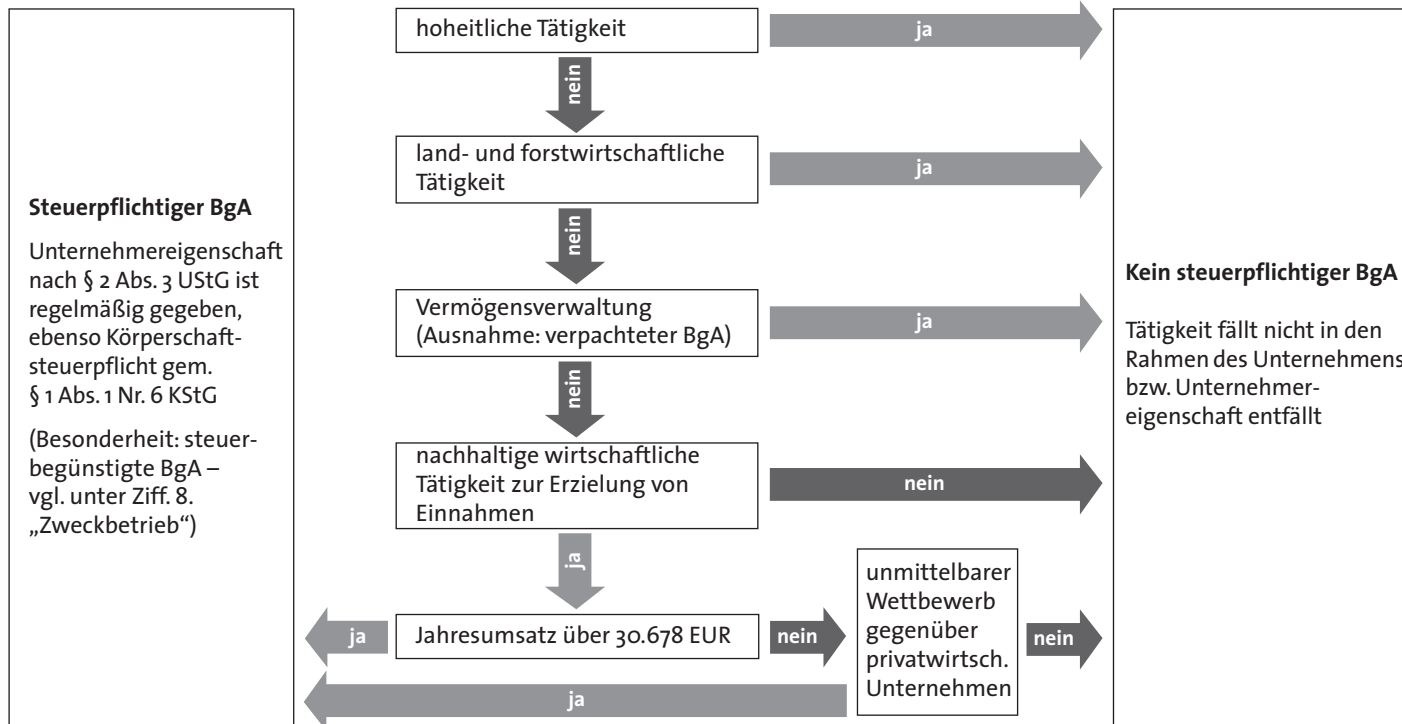 hoheitliche Tätigkeit
ja
nein
land- und forstwirtschaftliche
Tätigkeit
ja
nein
Vermögensverwaltung
(Ausnahme: verpachteter BgA)
ja
nein
nachhaltige wirtschaftliche
Tätigkeit zur Erzielung von
Einnahmen
nein
ja
Jahresumsatz über 30.678 EUR
ja
nein
unmittelbarer
Wettbewerb
gegenüber
privatwirtsch.
Unternehmen
nein
ja
Steuerpflichtiger BgA
Unternehmereigenschaft
nach § 2 Abs. 3 UStG ist
regelmäßig gegeben,
ebenso Körperschaft-
steuerpflicht gem.
§ 1 Abs. 1 Nr. 6 KStG
(Besonderheit: steuer-
begünstigte BgA –
vgl. unter Ziff. 8.
„Zweckbetrieb“)
Kein steuerpflichtiger BgA
Tätigkeit fällt nicht in den
Rahmen des Unternehmens
bzw. Unternehmer-
eigenschaft entfällt